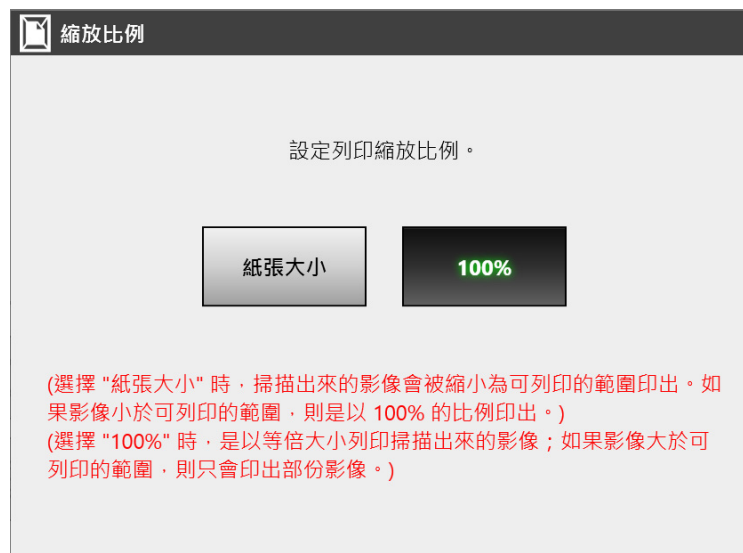 縮放比例
設定列印縮放比例。
紙張大小
100%
(選擇 "紙張大小" 時，掃描出來的影像會被縮小為可列印的範圍印出。如
果影像小於可列印的範圍，則是以 100% 的比例印出。)
(選擇 "100%" 時，是以等倍大小列印掃描出來的影像；如果影像大於可
列印的範圍，則只會印出部份影像。)